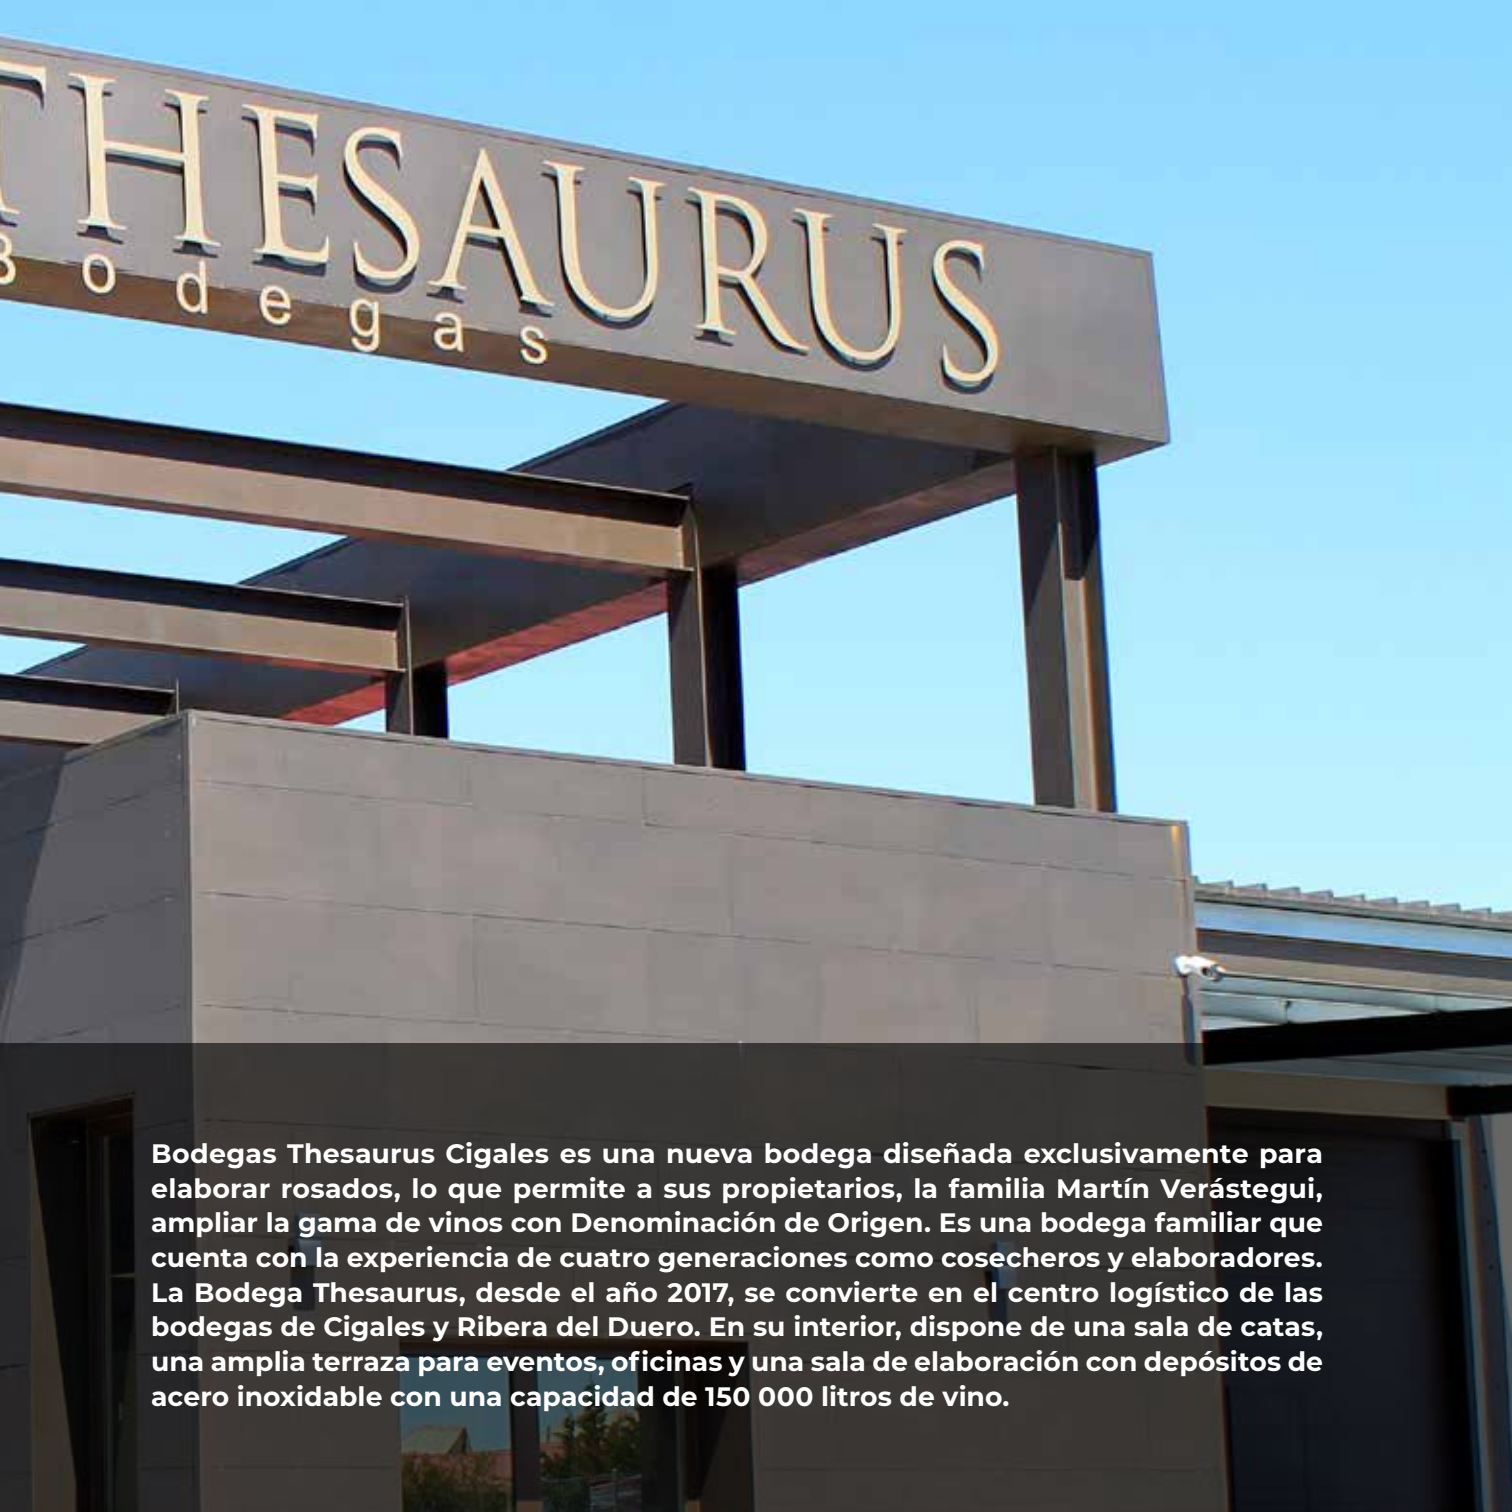 THESAURUS
Bodegas
Bodegas Thesaurus Cigales es una nueva bodega diseñada exclusivamente para
elaborar rosados, lo que permite a sus propietarios, la familia Martín Verástegui,
ampliar la gama de vinos con Denominación de Origen. Es una bodega familiar que
cuenta con la experiencia de cuatro generaciones como cosecheros y elaboradores.
La Bodega Thesaurus, desde el año 2017, se convierte en el centro logístico de las
bodegas de Cigales y Ribera del Duero. En su interior, dispone de una sala de catas,
una amplia terraza para eventos, oficinas y una sala de elaboración con depósitos de
acero inoxidable con una capacidad de 150 000 litros de vino.